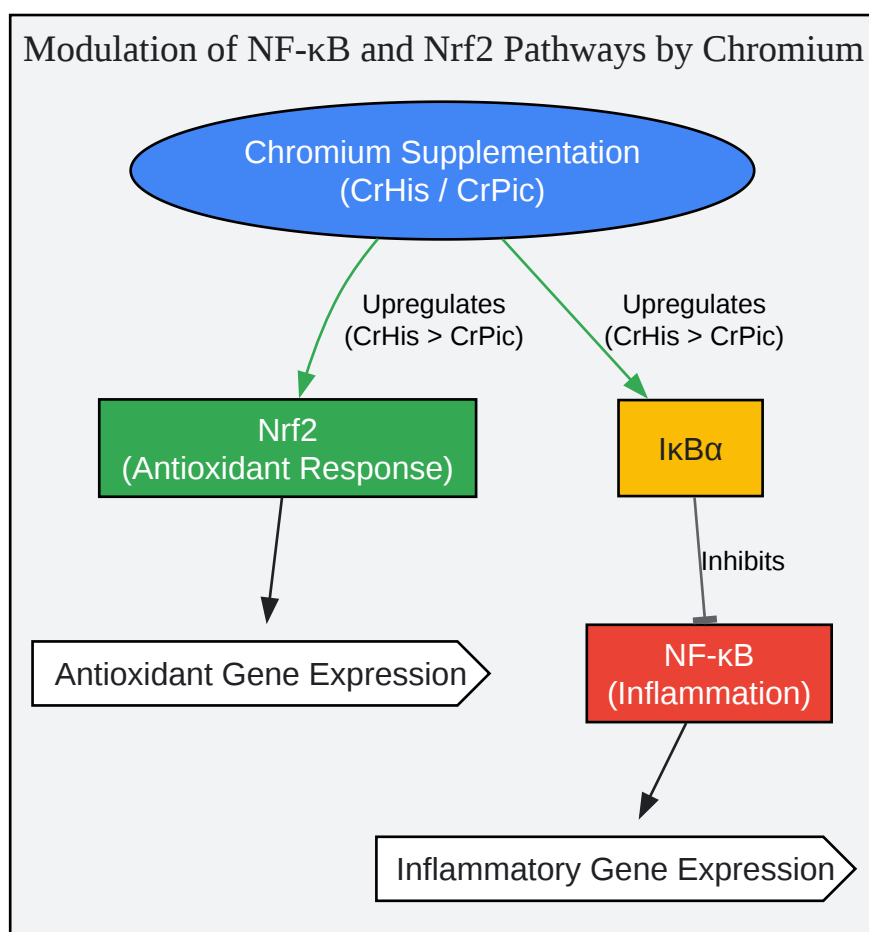 Modulation of NF-κB and Nrf2 Pathways by Chromium
Chromium Supplementation
(CrHis / CrPic)
Upregulates
(CrHis > CrPic)
Upregulates
(CrHis > CrPic)
Nrf2
(Antioxidant Response)
IκBα
Inhibits
Antioxidant Gene Expression
NF-κB
(Inflammation)
Inflammatory Gene Expression